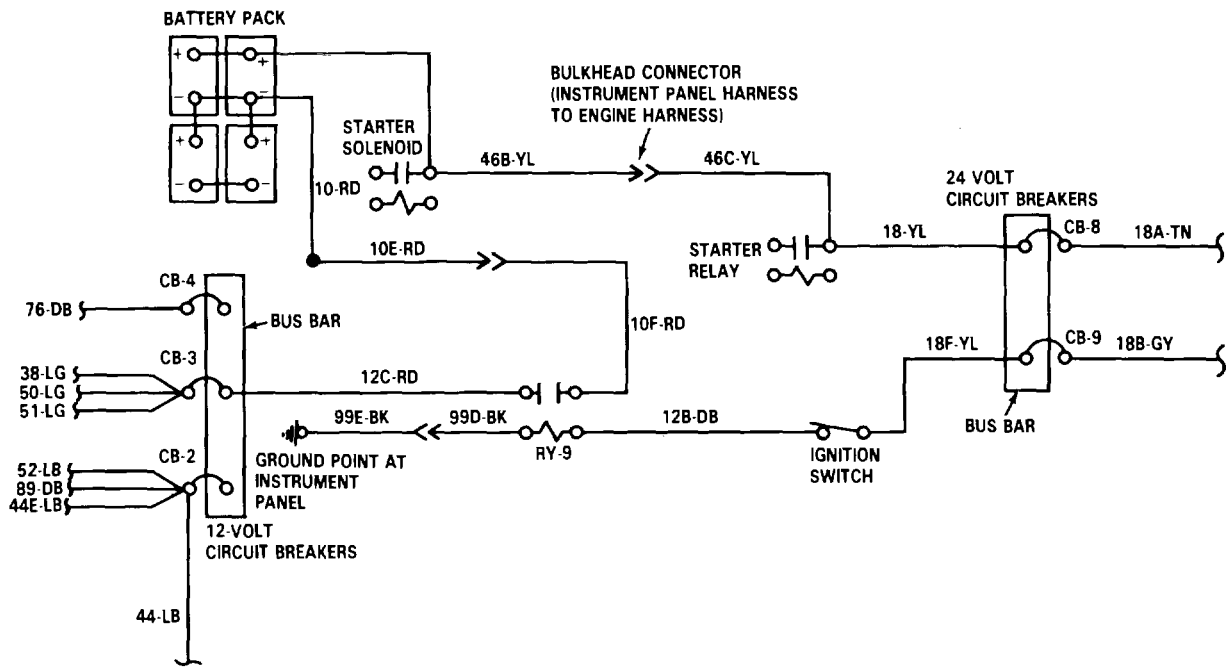 BATTERY PACK
+
+
−
−
+
+
−
−
BULKHEAD CONNECTOR
(INSTRUMENT PANEL HARNESS
TO ENGINE HARNESS)
STARTER
SOLENOID
10-RD
46B-YL
46C-YL
24 VOLT
CIRCUIT BREAKERS
CB-8
18-YL
18A-TN
STARTER
RELAY
10E-RD
CB-4
76-DB
BUS BAR
10F-RD
CB-9
18F-YL
18B-GY
CB-3
38-LG
50-LG
51-LG
12C-RD
99E-BK
99D-BK
12B-DB
BUS BAR
RY-9
IGNITION
SWITCH
CB-2
GROUND POINT AT
INSTRUMENT
PANEL
52-LB
89-DB
44E-LB
12-VOLT
CIRCUIT BREAKERS
44-LB